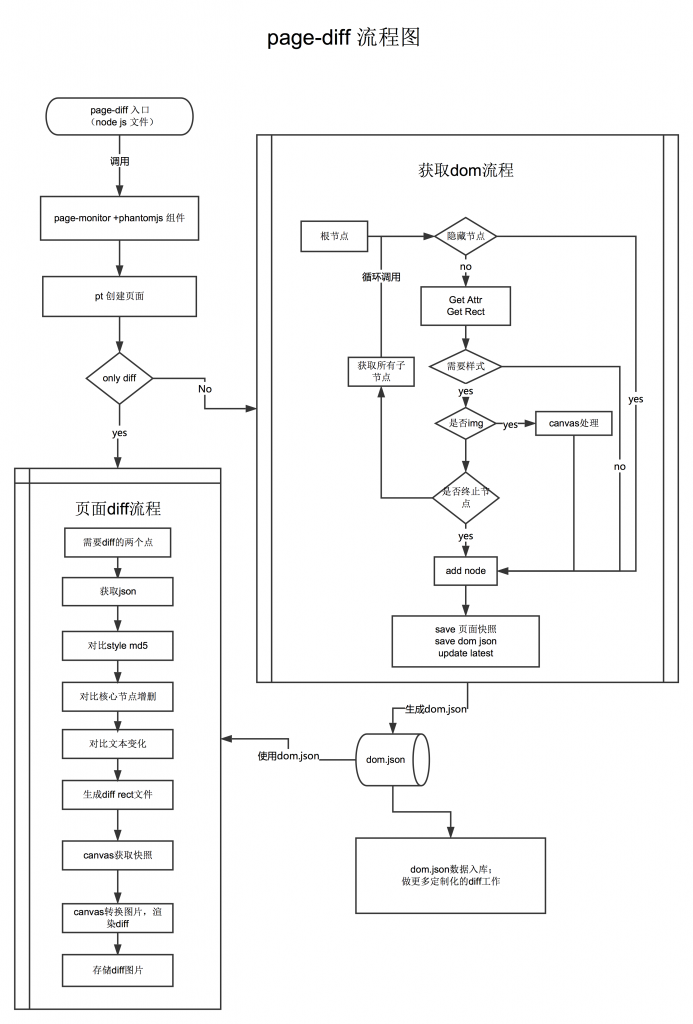 page-diff 流程图
page-diff 入口
（node js 文件）
调用
page-monitor +phantomjs 组件
pt 创建页面
only diff
No
yes
获取dom流程
根节点
隐藏节点
循环调用
no
Get Attr
Get Rect
获取所有子
节点
需要样式
yes
yes
是否img
yes
canvas处理
no
是否终止节
点
yes
add node
save 页面快照
save dom json
update latest
页面diff流程
需要diff的两个点
获取json
对比style md5
对比核心节点增删
对比文本变化
生成diff rect文件
canvas获取快照
canvas转换图片，渲
染diff
存储diff图片
生成dom.json
使用dom.json
dom.json
dom.json数据入库；
做更多定制化的diff工作